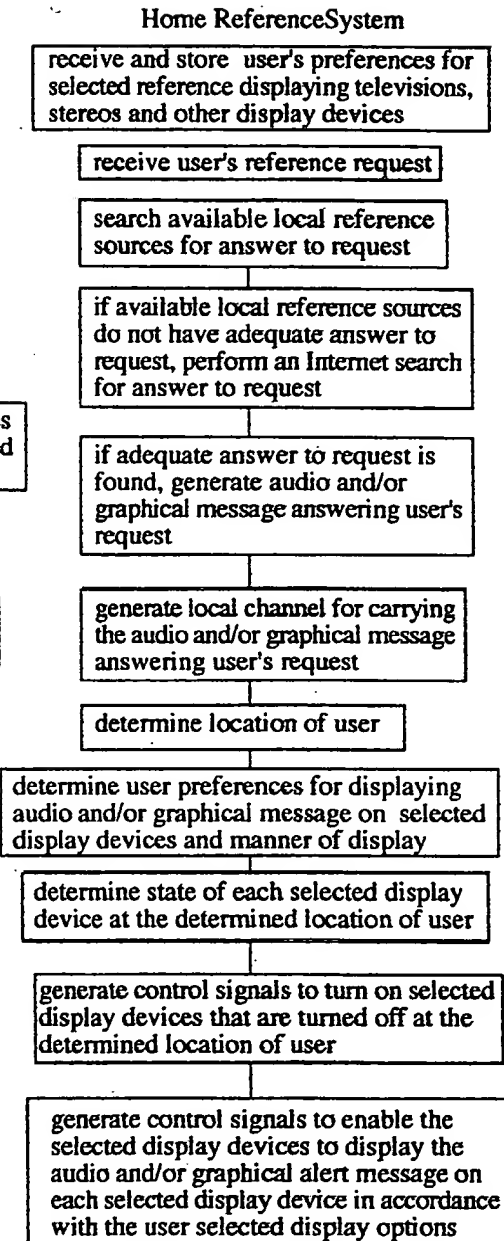 Home ReferenceSystem
receive and store user's preferences for
selected reference displaying televisions,
stereos and other display devices
receive user's reference request
search available local reference
sources for answer to request
if available local reference sources
do not have adequate answer to
request, perform an Internet search
for answer to request
if adequate answer to request is
found, generate audio and/or
graphical message answering user's
request
generate local channel for carrying
the audio and/or graphical message
answering user's request
determine location of user
determine user preferences for displaying
audio and/or graphical message on selected
display devices and manner of display
determine state of each selected display
device at the determined location of user
generate control signals to turn on selected
display devices that are turned off at the
determined location of user
generate control signals to enable the
selected display devices to display the
audio and/or graphical alert message on
each selected display device in accordance
with the user selected display options